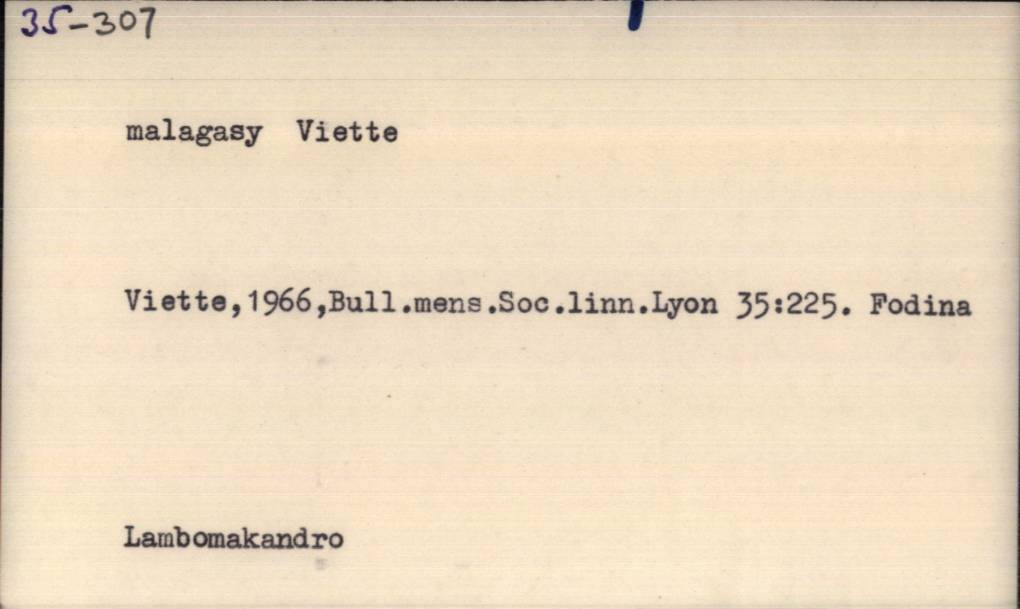 35-307
malagasy Viette
Viette,1966,Bull.mens.Soc.linn.Lyon 35:225. Fodina
Lambomakandro